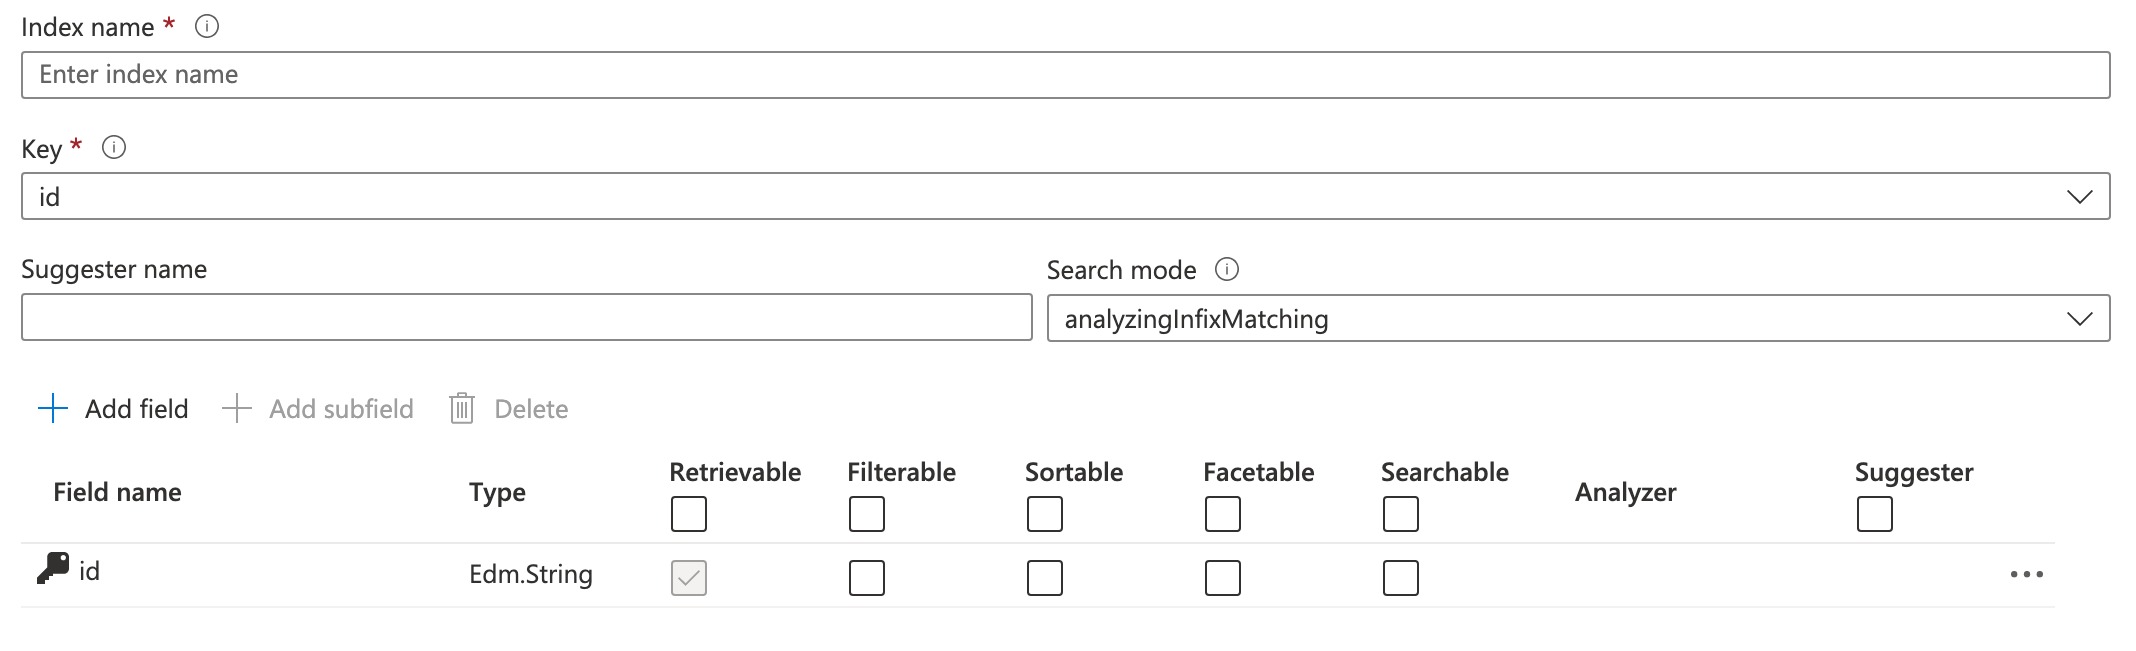 Index name *
Enter index name
Key *
id
Suggester name
Search mode
analyzingInfixMatching
Add field Add subfield Delete
Field name Type Retrievable Filterable Sortable Facetable Searchable Analyzer Suggester
id Edm.String